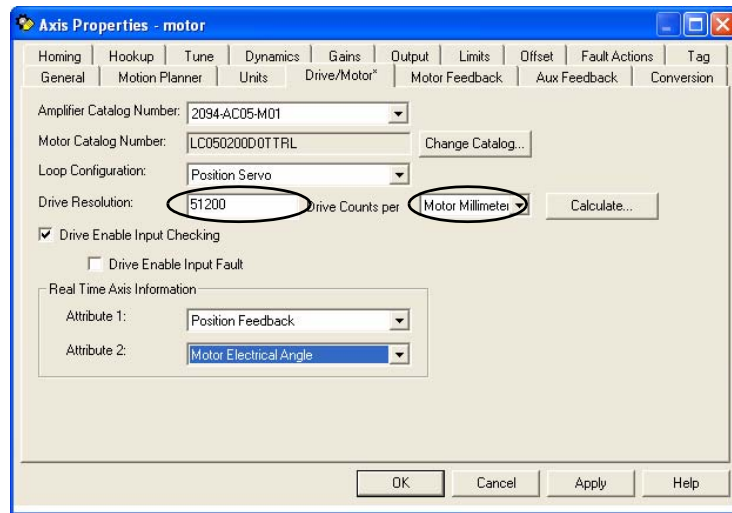 Axis Properties - motor
Homing Hookup Tune Dynamics Gains Output Limits Offset Fault Actions Tag
General Motion Planner Units Drive/Motor* Motor Feedback Aux Feedback Conversion
Amplifier Catalog Number: 2094-AC05-M01
Motor Catalog Number: LC050200D0TTRL Change Catalog...
Loop Configuration: Position Servo
Drive Resolution: 51200 Drive Counts per Motor Millimeter Calculate...
Drive Enable Input Checking
Drive Enable Input Fault
Real Time Axis Information
Attribute 1: Position Feedback
Attribute 2: Motor Electrical Angle
OK Cancel Apply Help